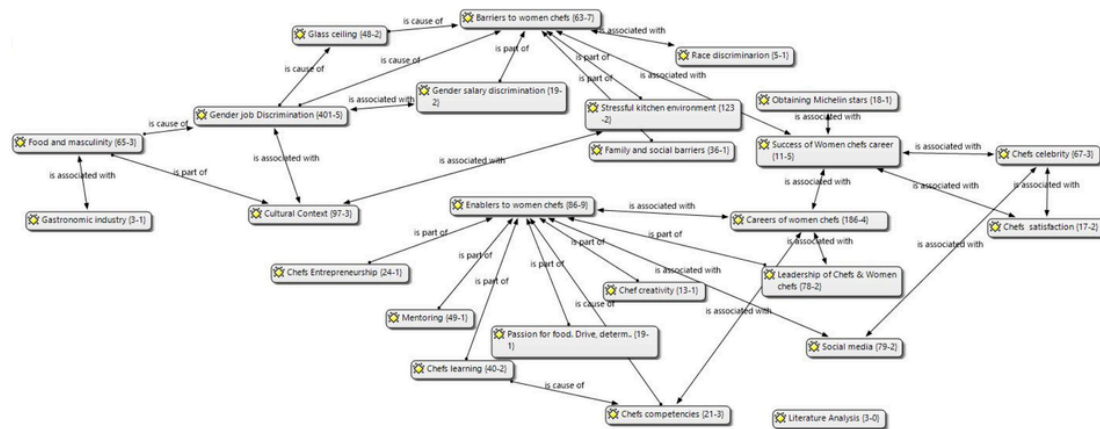 Barriers to women chefs {63-7}
is cause of
Glass ceiling {48-2}
is associated with
Race discriminarion {5-1}
is part of
is cause of
is cause of
is part of
is associated with
Gender salary discrimination {19-
2}
Obtaining Michelin stars {18-1}
is associated with
Stressful kitchen environment {123
-2}
Gender job Discrimination {401-5}
is associated with
is cause of
Food and masculinity {65-3}
Success of Women chefs career
{11-5}
is associated with
Chefs celebrity {67-3}
Family and social barriers {36-1}
is associated with
is associated with
is associated with
is part of
is associated with
is associated with
is associated with
Enablers to women chefs {86-9}
is associated with
Cultural Context {97-3}
Gastronomic industry {3-1}
Careers of women chefs {186-4}
Chefs satisfaction {17-2}
is part of
is associated with
is associated with
is part of
is part of
is part of
is associated with
Chefs Entrepreneurship {24-1}
Leadership of Chefs & Women
chefs {78-2}
is part of
Chef creativity {13-1}
is cause of
is associated with
Mentoring {49-1}
Passion for food. Drive, determ.. {19-
1}
Social media {79-2}
Chefs learning {40-2}
is cause of
Chefs competencies {21-3}
Literature Analysis {3-0}